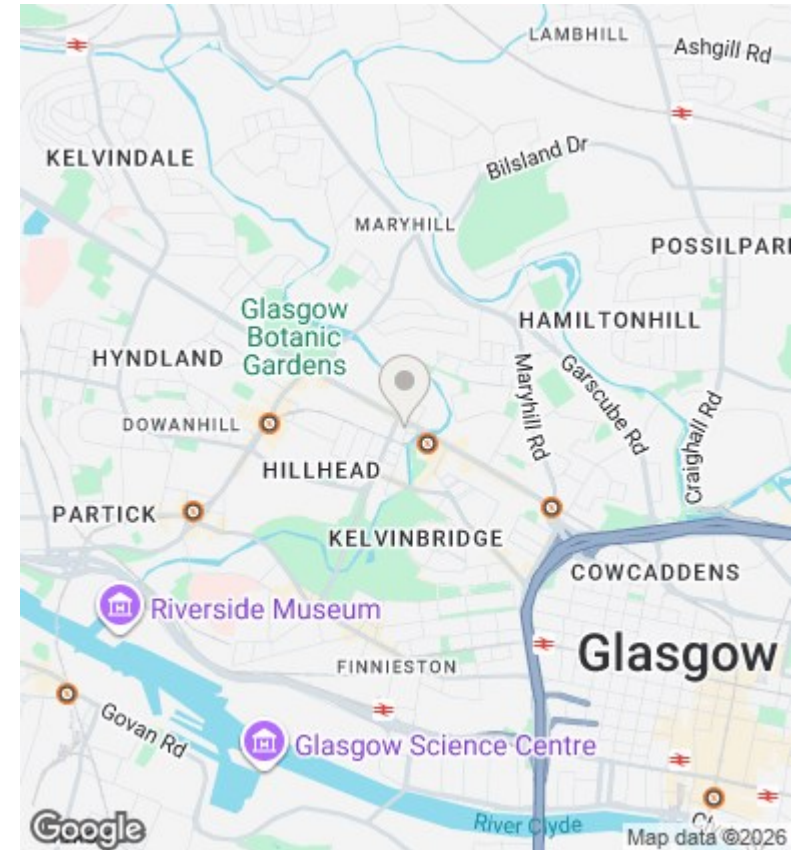 LAMBHILL
Ashgill Rd
KELVINDALE
Bilsland Dr
MARYHILL
POSSILPARK
HAMILTONHILL
Glasgow
Botanic
Gardens
HYNDLAND
Maryhill Rd
Garscube Rd
Craighall Rd
DOWANHILL
HILLHEAD
PARTICK
KELVINBRIDGE
COWCADDENS
Riverside Museum
Glasgow
FINNIESTON
Govan Rd
Glasgow Science Centre
River Clyde
Google
Map data ©2026